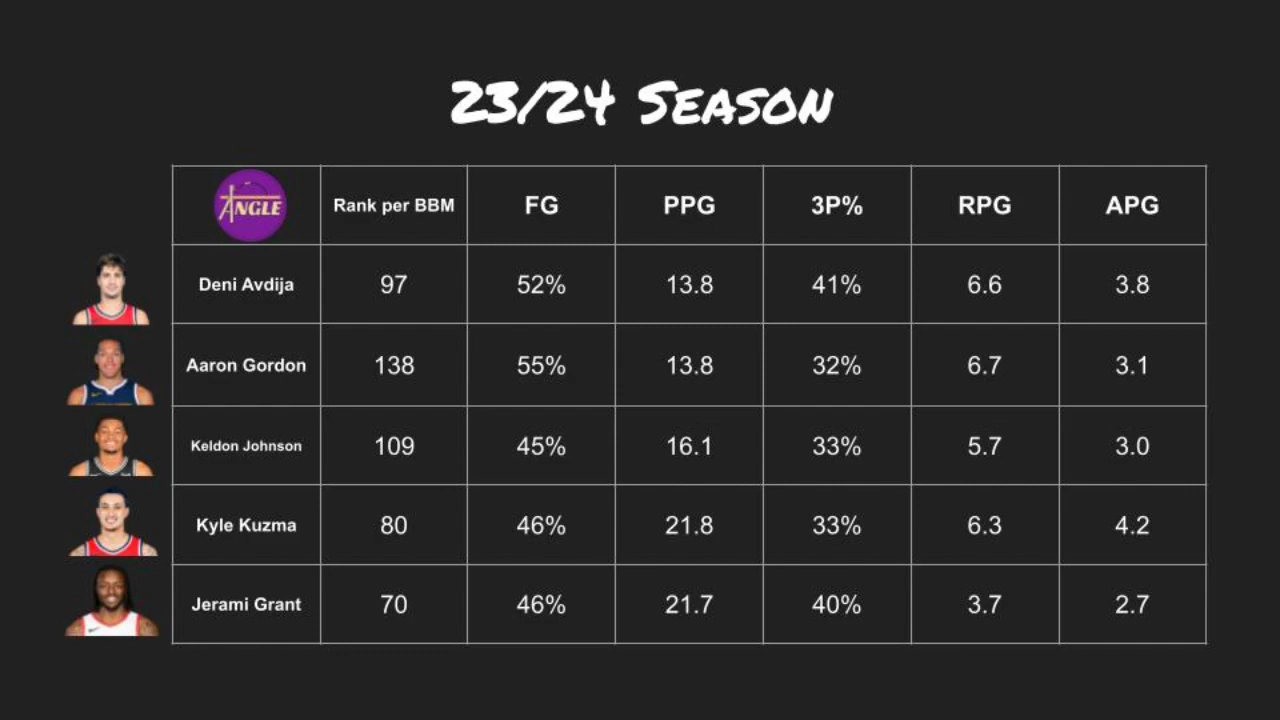 23/24 SEASON
ANGLE Rank per BBM FG PPG 3P% RPG APG
Deni Avdija 97 52% 13.8 41% 6.6 3.8
Aaron Gordon 138 55% 13.8 32% 6.7 3.1
Keldon Johnson 109 45% 16.1 33% 5.7 3.0
Kyle Kuzma 80 46% 21.8 33% 6.3 4.2
Jerami Grant 70 46% 21.7 40% 3.7 2.7